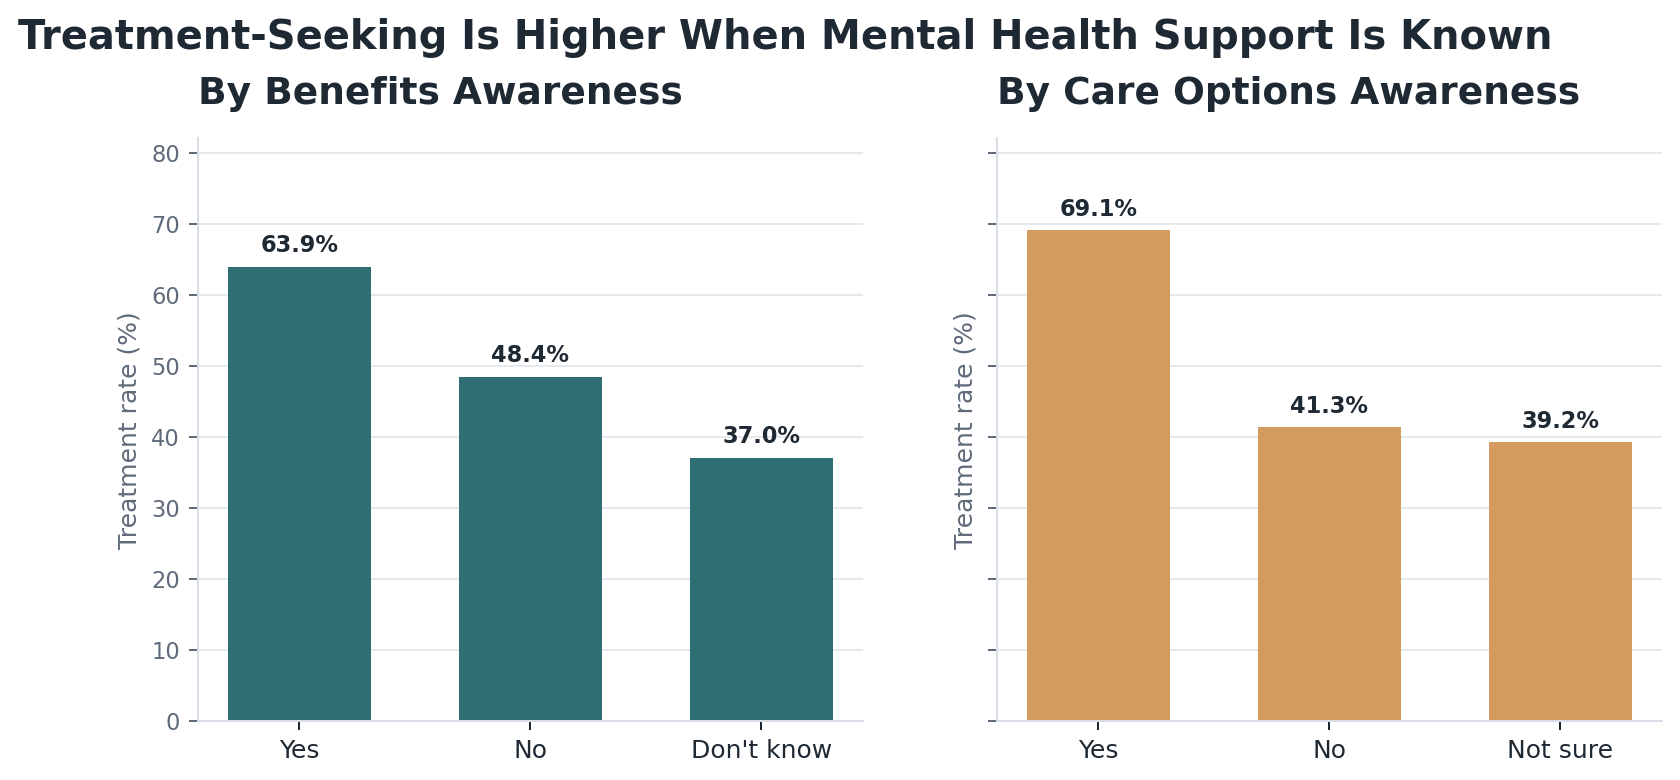 Treatment-Seeking Is Higher When Mental Health Support Is Known
By Benefits Awareness
Treatment rate (%)
80
70
60
50
40
30
20
10
0
63.9%
48.4%
37.0%
Yes
No
Don't know
By Care Options Awareness
Treatment rate (%)
69.1%
41.3%
39.2%
Yes
No
Not sure